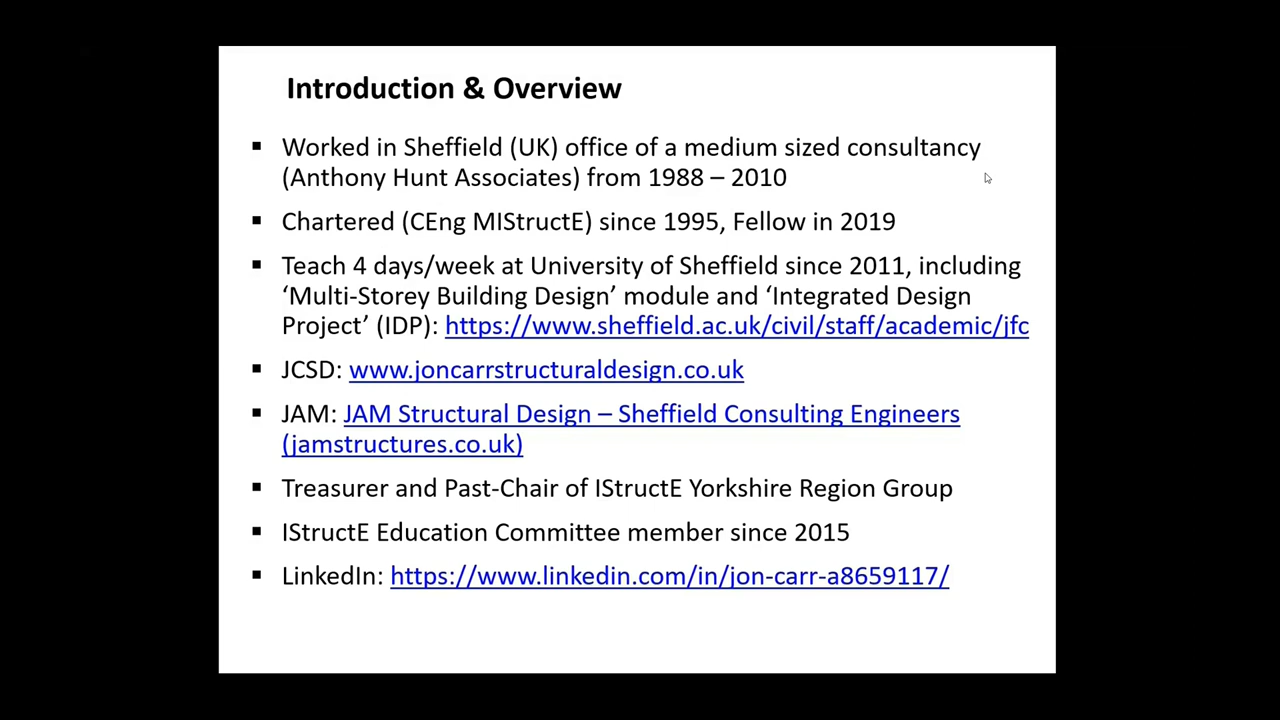 Introduction & Overview
▪ Worked in Sheffield (UK) office of a medium sized consultancy
(Anthony Hunt Associates) from 1988 – 2010
▪ Chartered (CEng MIStructE) since 1995, Fellow in 2019
▪ Teach 4 days/week at University of Sheffield since 2011, including
‘Multi-Storey Building Design’ module and ‘Integrated Design
Project’ (IDP): https://www.sheffield.ac.uk/civil/staff/academic/jfc
▪ JCSD: www.joncarrstructuraldesign.co.uk
▪ JAM: JAM Structural Design – Sheffield Consulting Engineers
(jamstructures.co.uk)
▪ Treasurer and Past-Chair of IStructE Yorkshire Region Group
▪ IStructE Education Committee member since 2015
▪ LinkedIn: https://www.linkedin.com/in/jon-carr-a8659117/